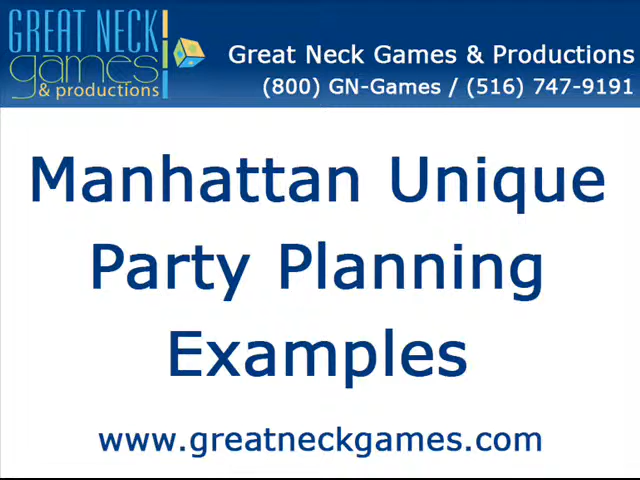 GREAT NECK
games
& productions
Great Neck Games & Productions
(800) GN-Games / (516) 747-9191
Manhattan Unique
Party Planning
Examples
www.greatneckgames.com